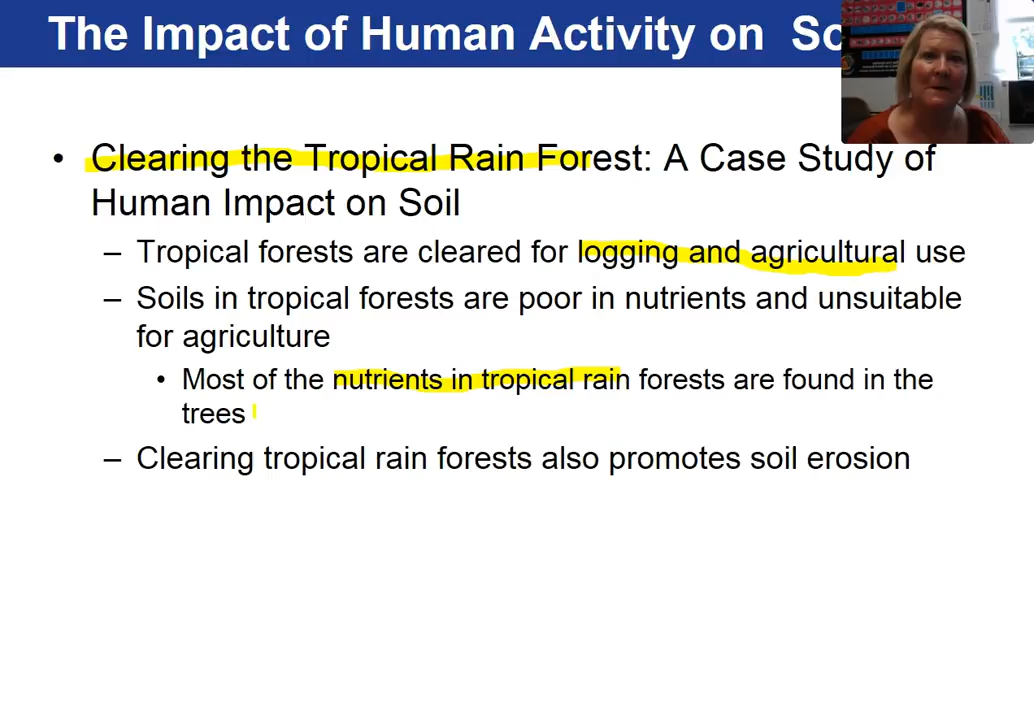 The Impact of Human Activity on
• Clearing the Tropical Rain Forest: A Case Study of
Human Impact on Soil
– Tropical forests are cleared for logging and agricultural use
– Soils in tropical forests are poor in nutrients and unsuitable
for agriculture
• Most of the nutrients in tropical rain forests are found in the
trees
– Clearing tropical rain forests also promotes soil erosion